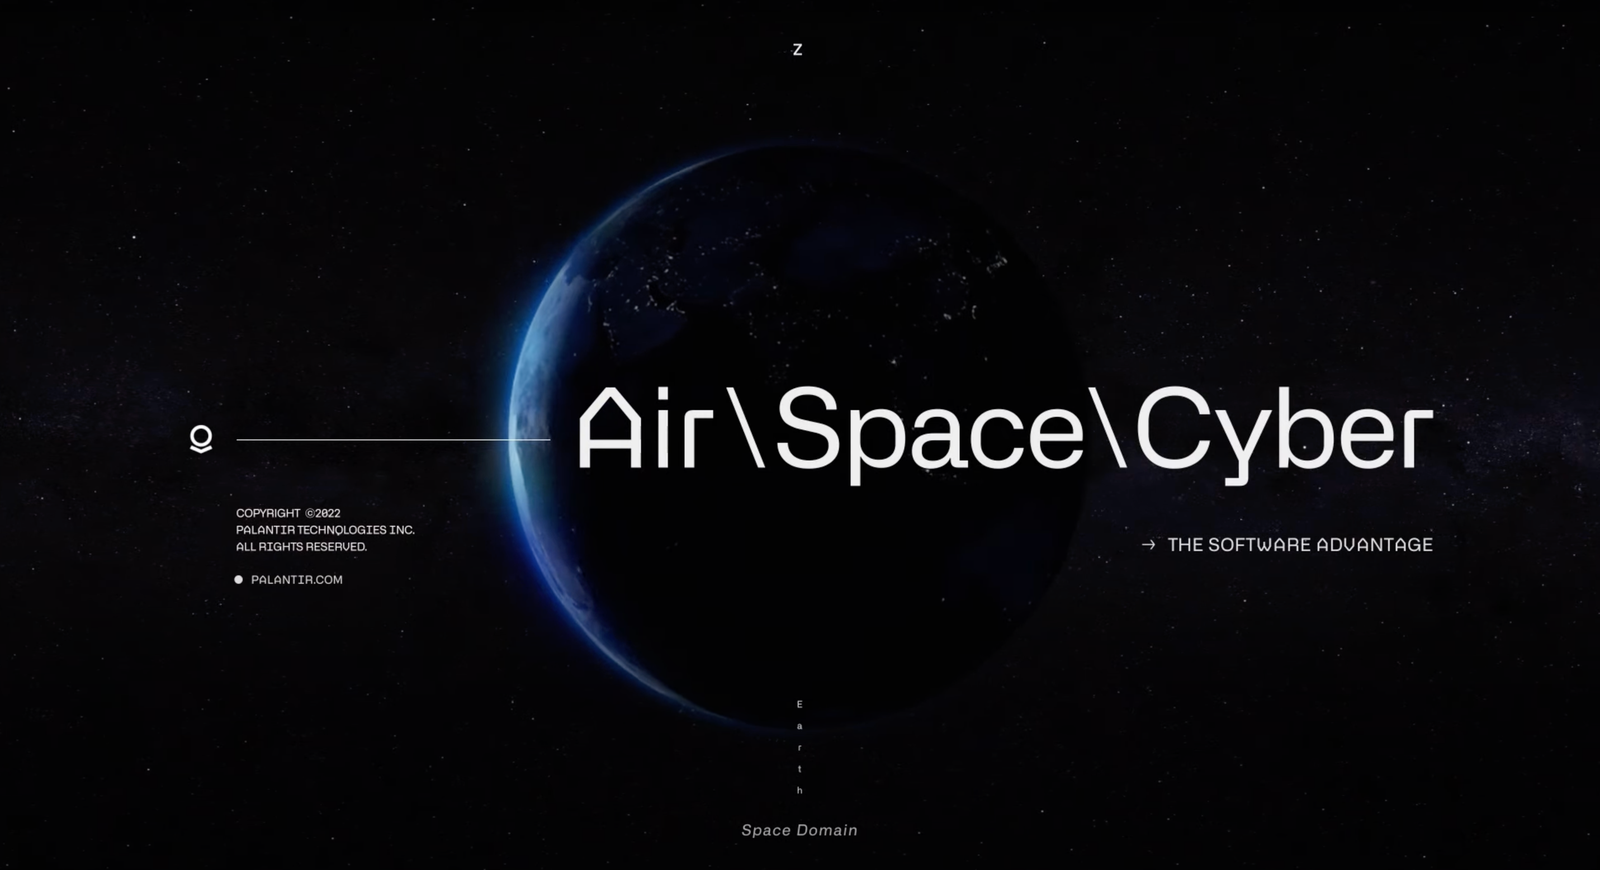 Z
Air\Space\Cyber
COPYRIGHT ©2022
PALANTIR TECHNOLOGIES INC.
ALL RIGHTS RESERVED.
PALANTIR.COM
→ THE SOFTWARE ADVANTAGE
Earth
Space Domain